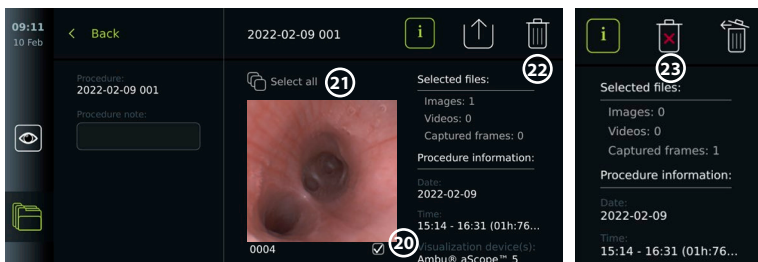 09:11
10 Feb
Back
2022-02-09 001
i
22
Procedure:
2022-02-09 001
Procedure note:
Select all
21
0004
20
Selected files:
Images: 1
Videos: 0
Captured frames: 0
Procedure information:
Date:
2022-02-09
Time:
15:14 - 16:31 (01h:76...
Visualization device(s):
Ambu® aScope™ 5
i
23
Selected files:
Images: 0
Videos: 0
Captured frames: 1
Procedure information:
Date:
2022-02-09
Time:
15:14 - 16:31 (01h:76...